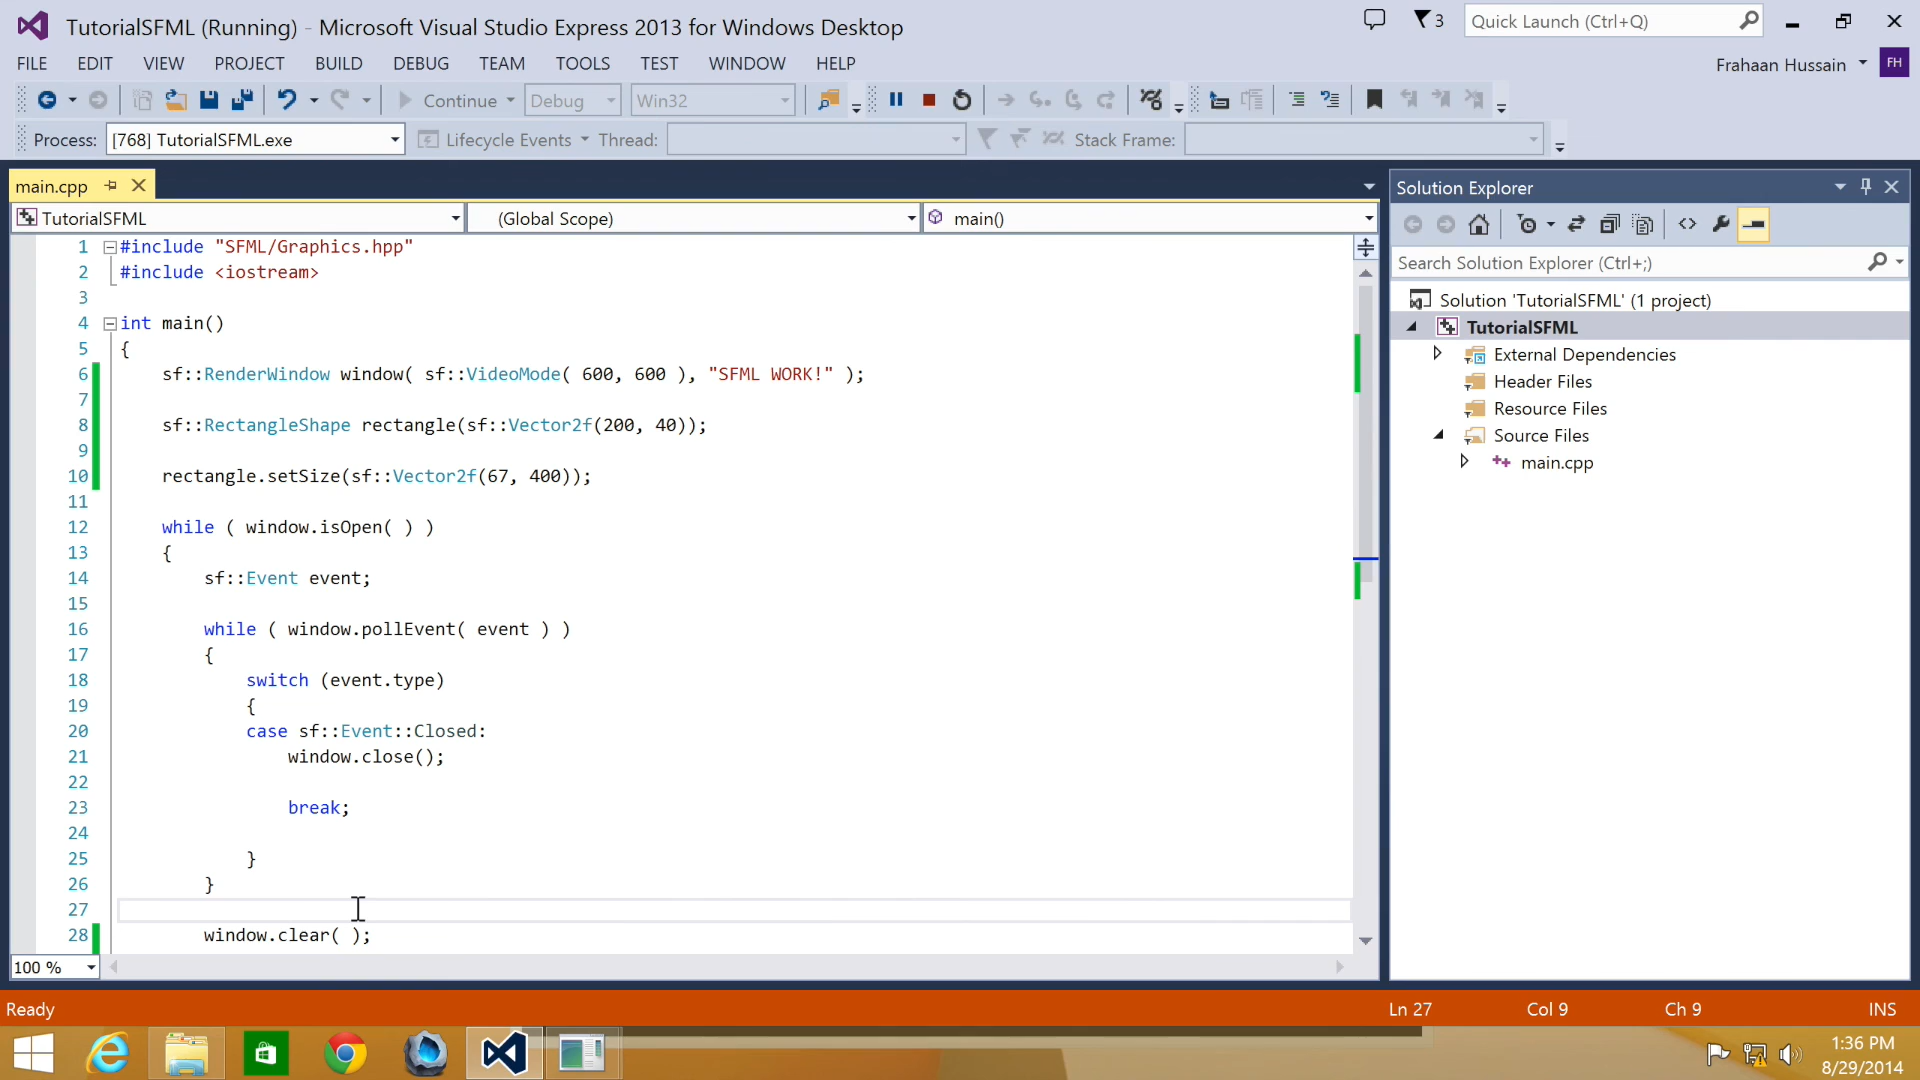 TutorialSFML (Running) - Microsoft Visual Studio Express 2013 for Windows Desktop
3
Quick Launch (Ctrl+Q)
FILE EDIT VIEW PROJECT BUILD DEBUG TEAM TOOLS TEST WINDOW HELP
Frahaan Hussain
FH
Continue
Debug
Win32
Process: [768] TutorialSFML.exe
Lifecycle Events
Thread:
Stack Frame:
main.cpp
TutorialSFML
(Global Scope)
main()
1 #include "SFML/Graphics.hpp"
2 #include <iostream>
3
4 int main()
5 {
6 sf::RenderWindow window( sf::VideoMode( 600, 600 ), "SFML WORK!" );
7
8 sf::RectangleShape rectangle(sf::Vector2f(200, 40));
9
10 rectangle.setSize(sf::Vector2f(67, 400));
11
12 while ( window.isOpen( ) )
13 {
14 sf::Event event;
15
16 while ( window.pollEvent( event ) )
17 {
18 switch (event.type)
19 {
20 case sf::Event::Closed:
21 window.close();
22
23 break;
24
25 }
26 }
27
28 window.clear( );
100 %
Solution Explorer
Search Solution Explorer (Ctrl+;)
Solution 'TutorialSFML' (1 project)
TutorialSFML
External Dependencies
Header Files
Resource Files
Source Files
main.cpp
Ready
Ln 27
Col 9
Ch 9
INS
1:36 PM
8/29/2014